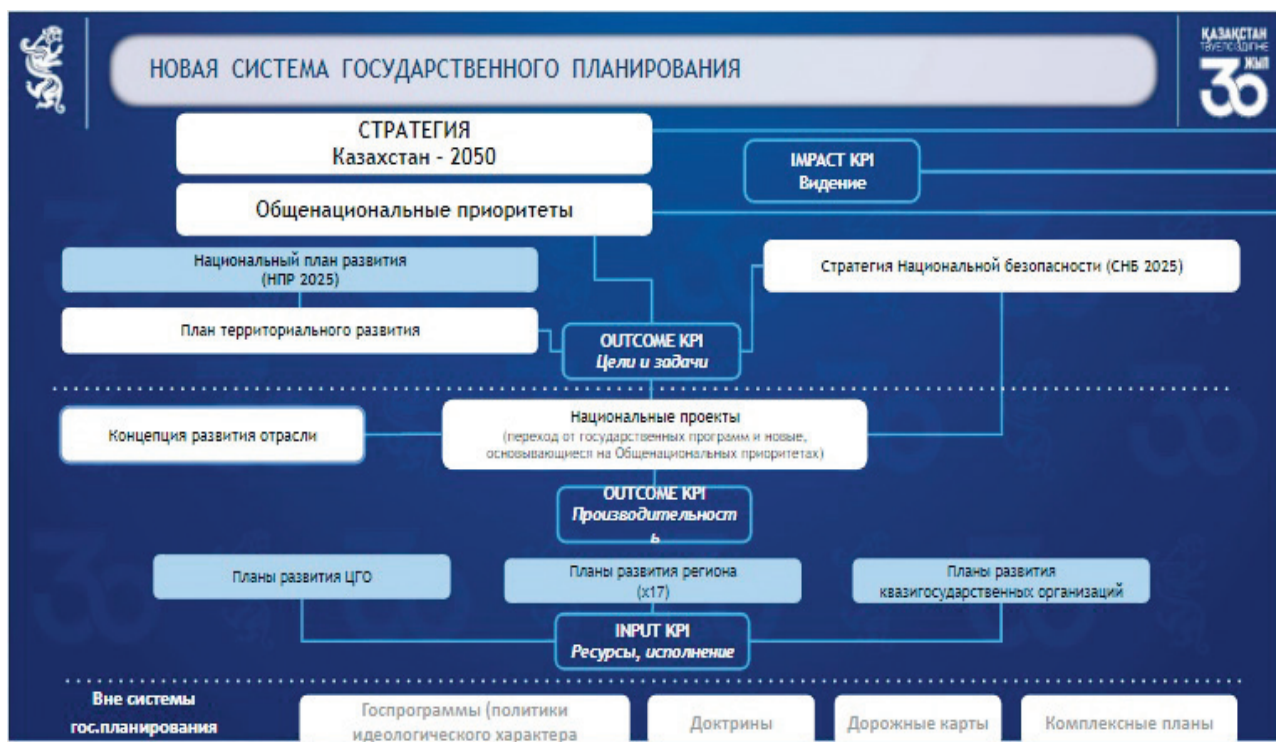 НОВАЯ СИСТЕМА ГОСУДАРСТВЕННОГО ПЛАНИРОВАНИЯ
ҚАЗАҚСТАН
ТӘУЕЛСІЗДІГІНЕ
30 ЖЫЛ
СТРАТЕГИЯ
Казахстан - 2050
IMPACT KPI
Видение
Общенациональные приоритеты
Национальный план развития
(НПР 2025)
Стратегия Национальной безопасности (СНБ 2025)
План территориального развития
OUTCOME KPI
Цели и задачи
Концепция развития отрасли
Национальные проекты
(переход от государственных программ и новые,
основывающиеся на Общенациональных приоритетах)
OUTCOME KPI
Производительност
ь
Планы развития ЦГО
Планы развития региона
(х17)
Планы развития
квазигосударственных организаций
INPUT KPI
Ресурсы, исполнение
Вне системы
гос.планирования
Госпрограммы (политики
идеологического характера
Доктрины
Дорожные карты
Комплексные планы